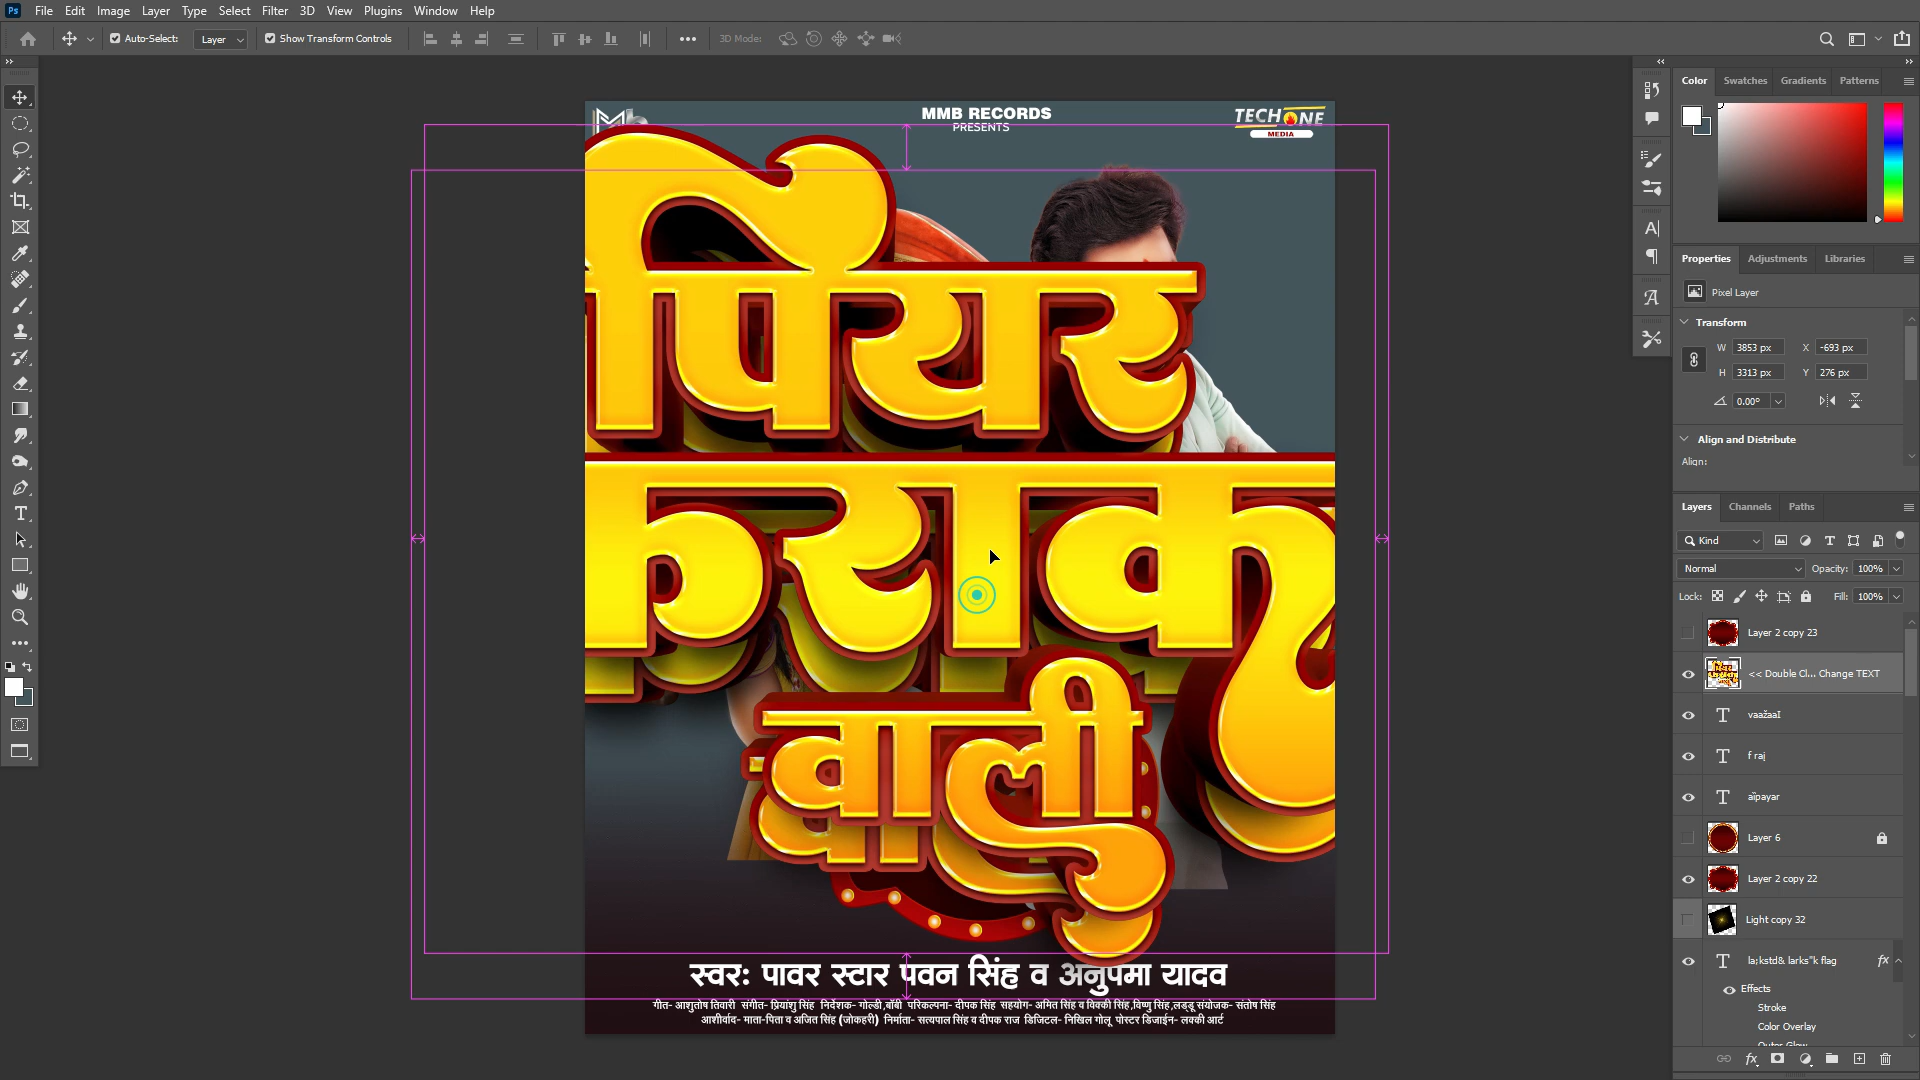 File Edit Image Layer Type Select Filter 3D View Plugins Window Help
Auto-Select: Layer Show Transform Controls 3D Mode:
Color Swatches Gradients Patterns
MMB RECORDS
PRESENTS
TECH ONE
MEDIA
पियर
फराक
वाली
स्वरः पावर स्टार पवन सिंह व अनुपमा यादव
गीत- आशुतोष तिवारी संगीत- प्रियांशु सिंह निर्देशक- गोल्डी,बॉबी परिकल्पना- दीपक सिंह सहयोग- अमित सिंह व विक्की सिंह,विष्णु सिंह,लड्डू संयोजक- संतोष सिंह
आशीर्वाद- माता-पिता व अजित सिंह (जोकहरी) निर्माता- सत्यपाल सिंह व दीपक राज डिजिटल- निखिल गोलू पोस्टर डिजाईन- लक्की आर्ट
Properties Adjustments Libraries
Pixel Layer
Transform
W 3853 px X -693 px
H 3313 px Y 276 px
0.00°
Align and Distribute
Align:
Layers Channels Paths
Kind
Normal Opacity: 100%
Lock: Fill: 100%
Layer 2 copy 23
<< Double Cl... Change TEXT
vaažaaI
f raj
aïpayar
Layer 6
Layer 2 copy 22
Light copy 32
la;kstd& larks"k flag fx
Effects
Stroke
Color Overlay
Outer Glow